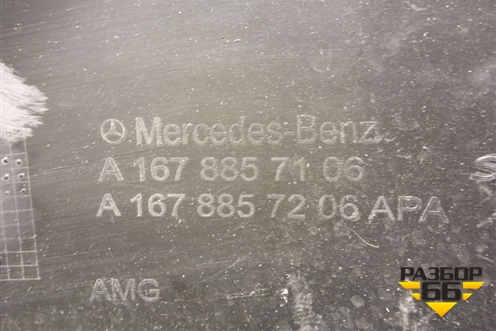 Mercedes-Benz
A 167 885 71 06
A 167 885 72 06 APA
AMG
РАЗБОР
66